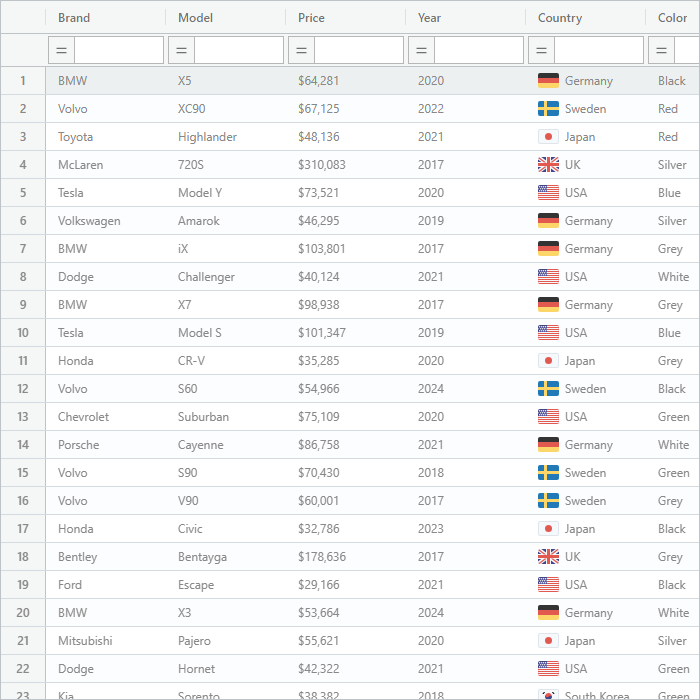 Brand Model Price Year Country Color
= = = = = =
1 BMW X5 $64,281 2020 Germany Black
2 Volvo XC90 $67,125 2022 Sweden Red
3 Toyota Highlander $48,136 2021 Japan Red
4 McLaren 720S $310,083 2017 UK Silver
5 Tesla Model Y $73,521 2020 USA Blue
6 Volkswagen Amarok $46,295 2019 Germany Silver
7 BMW iX $103,801 2017 Germany Grey
8 Dodge Challenger $40,124 2021 USA White
9 BMW X7 $98,938 2017 Germany Grey
10 Tesla Model S $101,347 2019 USA Blue
11 Honda CR-V $35,285 2020 Japan Grey
12 Volvo S60 $54,966 2024 Sweden Black
13 Chevrolet Suburban $75,109 2020 USA Green
14 Porsche Cayenne $86,758 2021 Germany White
15 Volvo S90 $70,430 2018 Sweden Green
16 Volvo V90 $60,001 2017 Sweden Grey
17 Honda Civic $32,786 2023 Japan Black
18 Bentley Bentayga $178,636 2017 UK Grey
19 Ford Escape $29,166 2021 USA Black
20 BMW X3 $53,664 2024 Germany White
21 Mitsubishi Pajero $55,621 2020 Japan Silver
22 Dodge Hornet $42,322 2021 USA Green
23 Kia Sorento $38,382 2018 South Korea Green